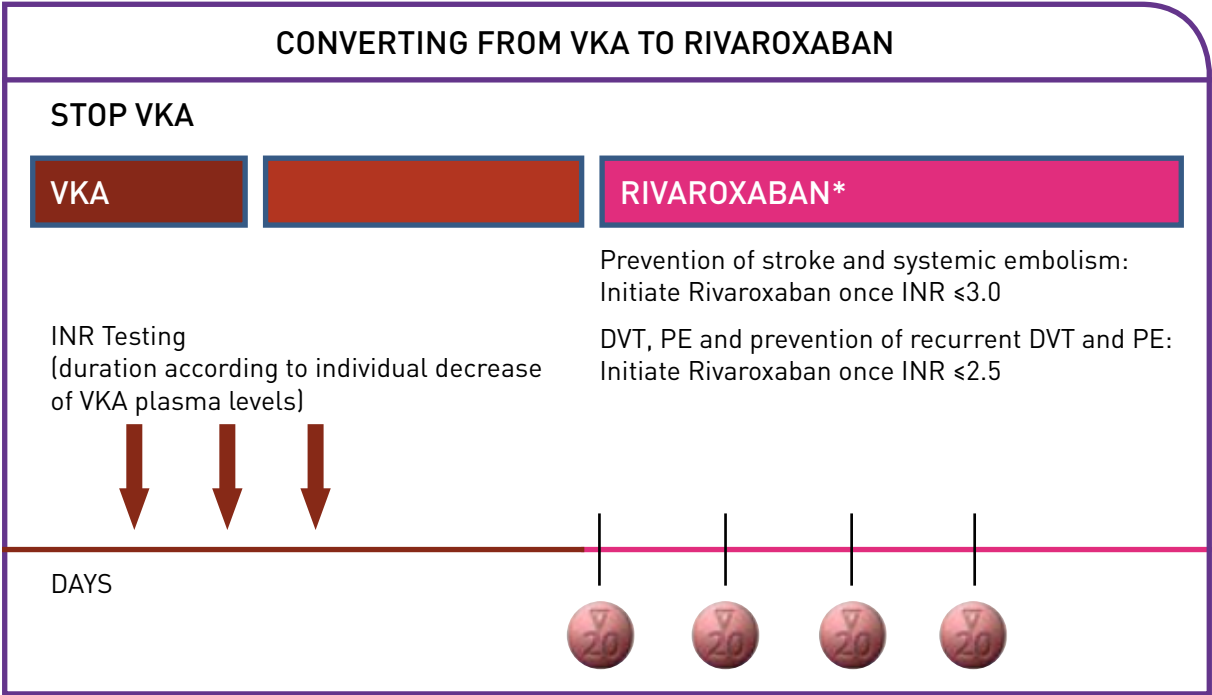 CONVERTING FROM VKA TO RIVAROXABAN
STOP VKA
VKA
RIVAROXABAN*
Prevention of stroke and systemic embolism:
Initiate Rivaroxaban once INR ≤3.0
DVT, PE and prevention of recurrent DVT and PE:
Initiate Rivaroxaban once INR ≤2.5
INR Testing
(duration according to individual decrease
of VKA plasma levels)
DAYS
20
20
20
20